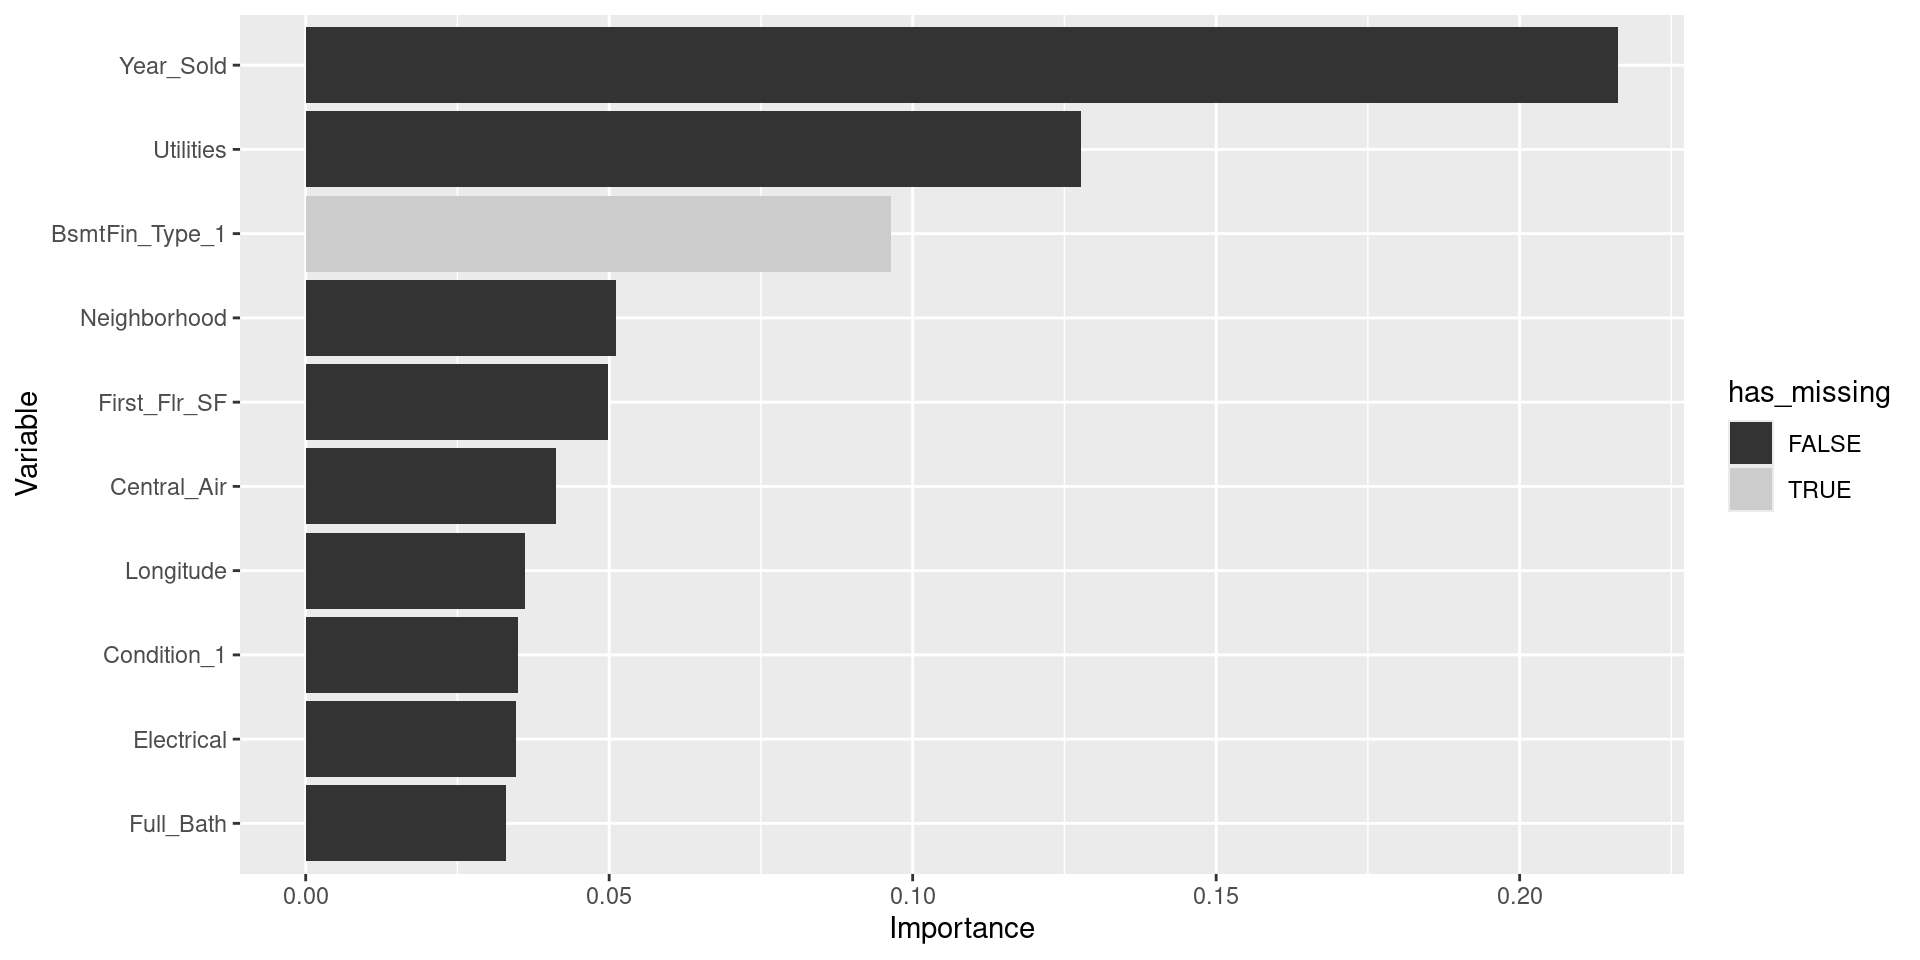 Year_Sold
Utilities
BsmtFin_Type_1
Neighborhood
First_Flr_SF
Central_Air
Longitude
Condition_1
Electrical
Full_Bath
Variable
0.00 0.05 0.10 0.15 0.20
Importance
has_missing
FALSE
TRUE